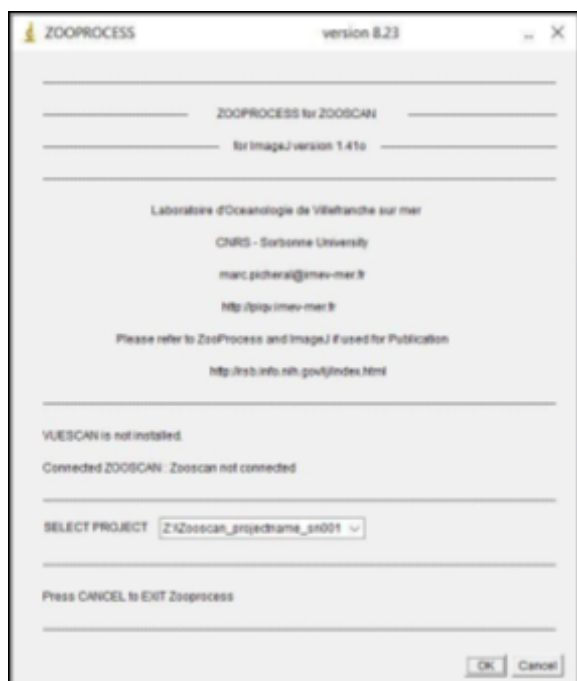 ZOOPROCESS version 8.23
ZOOPROCESS for ZOOSCAN
for ImageJ version 1.41o
Laboratoire d'Oceanologie de Villefranche sur mer
CNRS - Sorbonne University
marc.picheral@imev-mer.fr
http://piqv.imev-mer.fr
Please refer to ZooProcess and ImageJ if used for Publication
http://rsb.info.nih.gov/ij/index.html
VUESCAN is not installed.
Connected ZOOSCAN : Zooscan not connected
SELECT PROJECT Z:\Zooscan_projectname_sn001
Press CANCEL to EXIT Zooprocess
OK Cancel